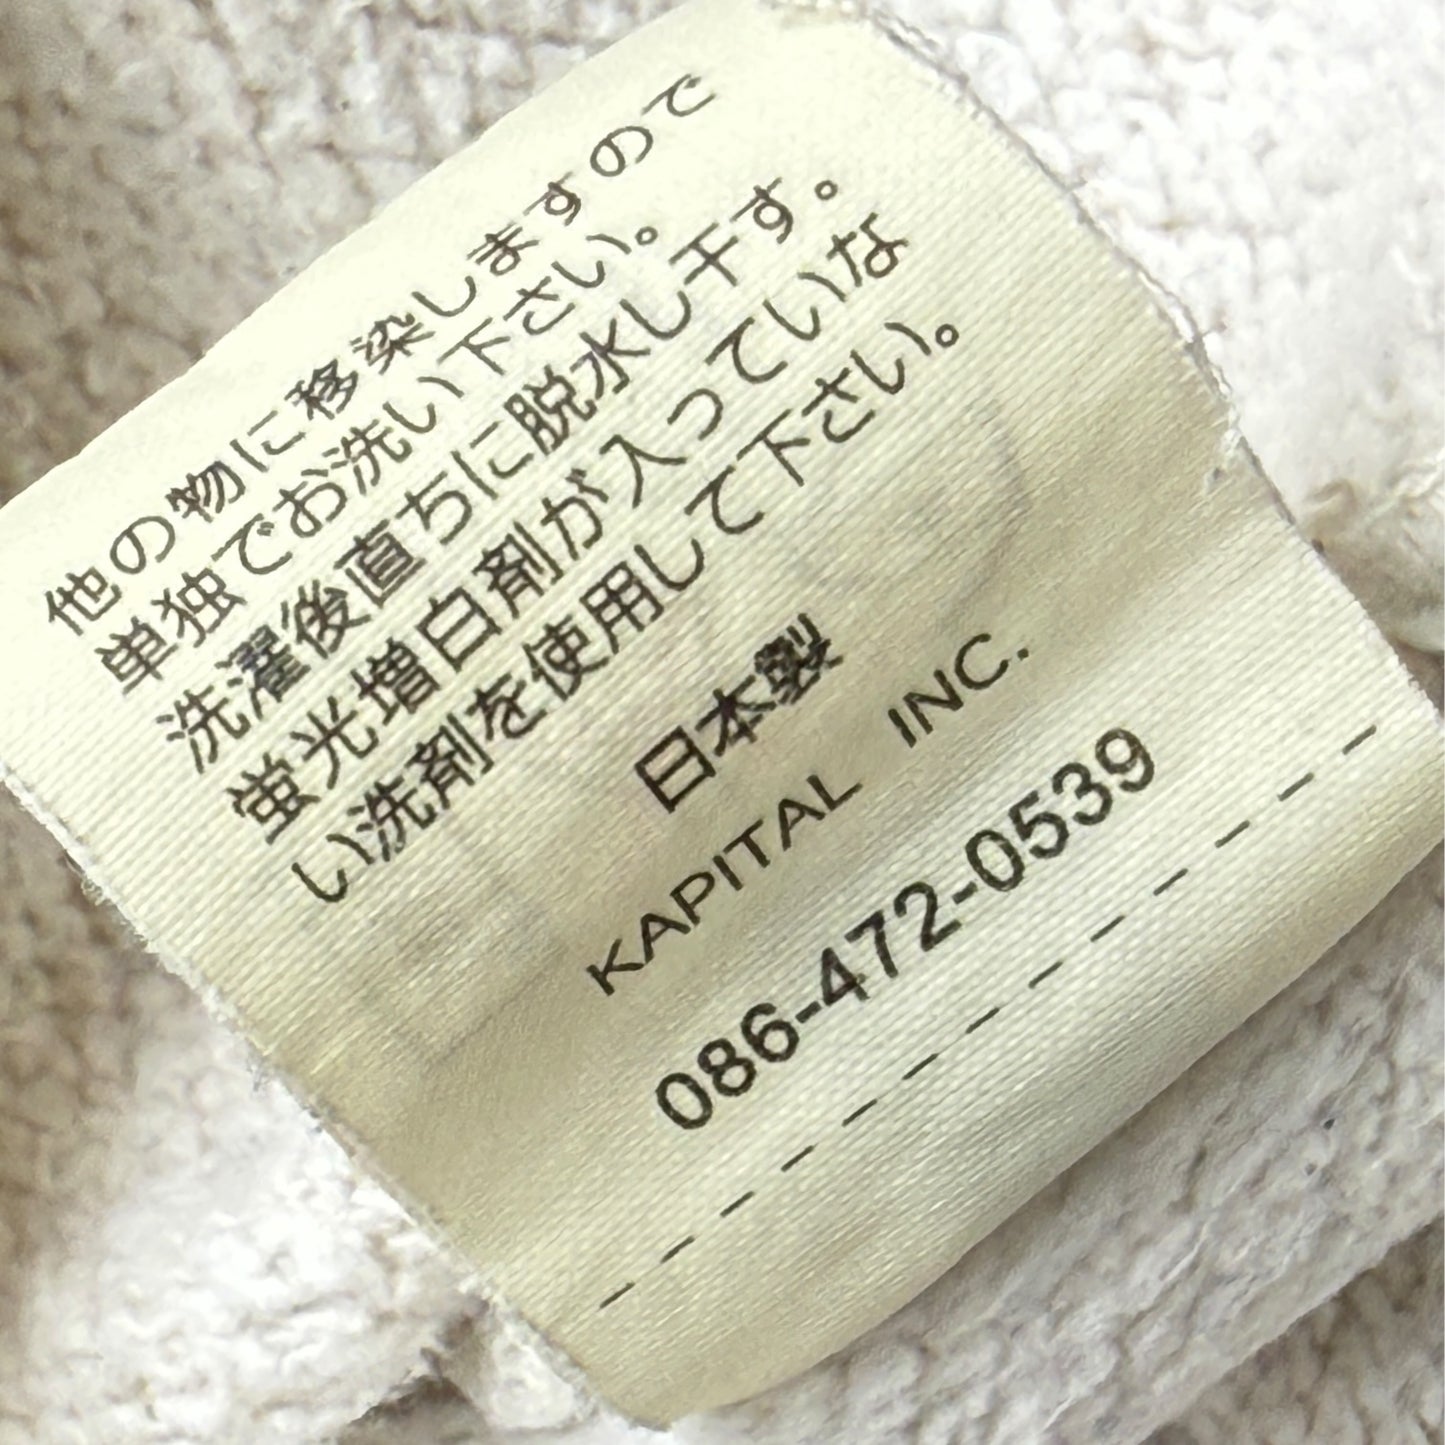 他の物に移染しますので
単独でお洗い下さい。
洗濯後直ちに脱水し干す。
蛍光増白剤が入っていな
い洗剤を使用して下さい。
日本製
KAPITAL INC.
086-472-0539